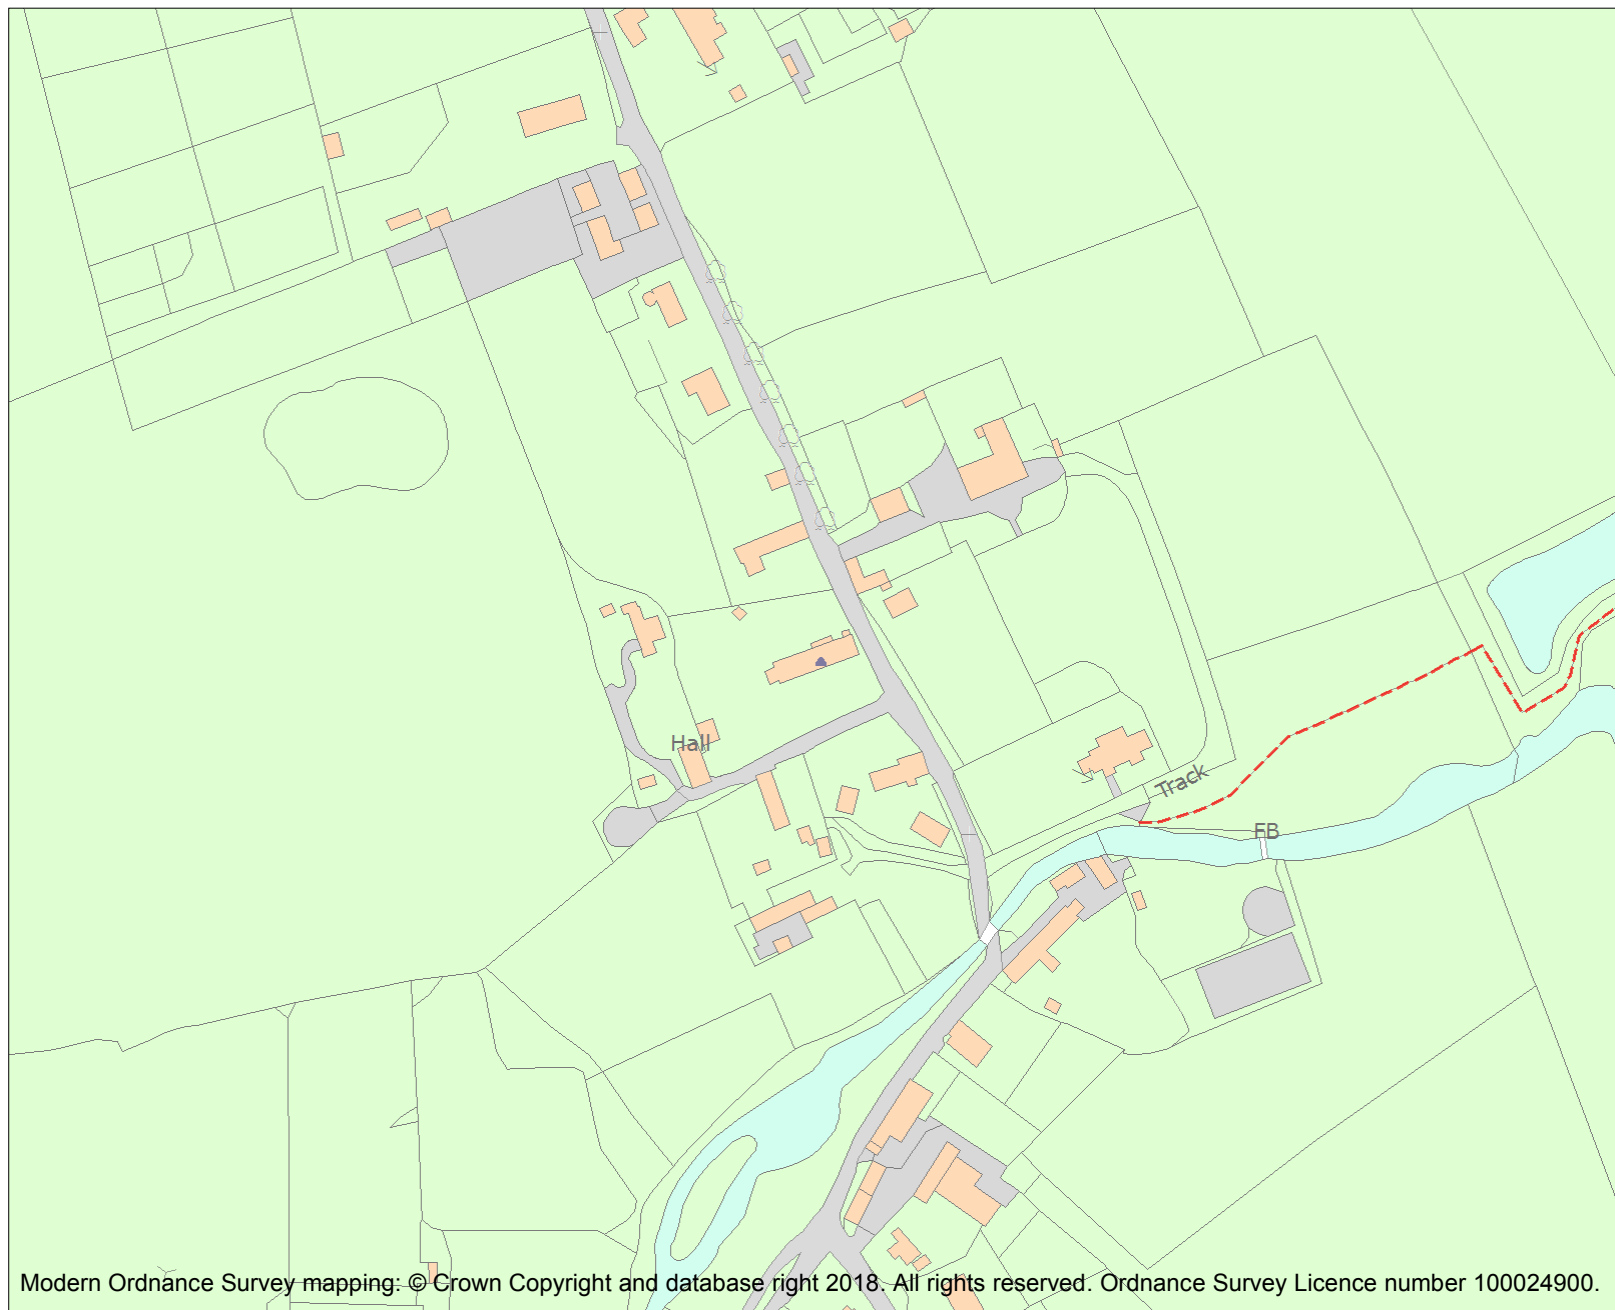 Hall
Track
FB
Modern Ordnance Survey mapping: © Crown Copyright and database right 2018. All rights reserved. Ordnance Survey Licence number 100024900.